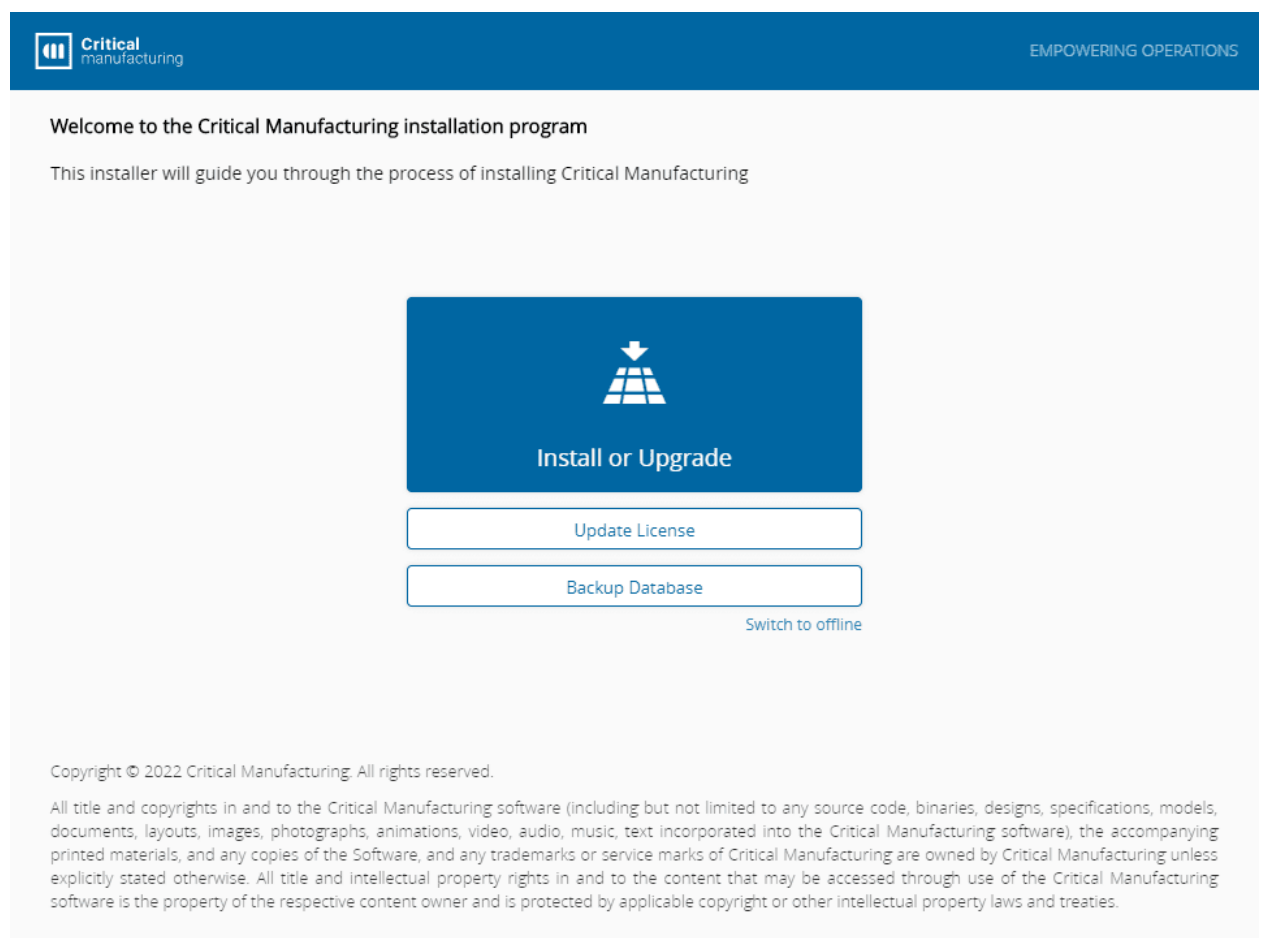 Critical
manufacturing
EMPOWERING OPERATIONS
Welcome to the Critical Manufacturing installation program
This installer will guide you through the process of installing Critical Manufacturing
Install or Upgrade
Update License
Backup Database
Switch to offline
Copyright © 2022 Critical Manufacturing. All rights reserved.
All title and copyrights in and to the Critical Manufacturing software (including but not limited to any source code, binaries, designs, specifications, models,
documents, layouts, images, photographs, animations, video, audio, music, text incorporated into the Critical Manufacturing software), the accompanying
printed materials, and any copies of the Software, and any trademarks or service marks of Critical Manufacturing are owned by Critical Manufacturing unless
explicitly stated otherwise. All title and intellectual property rights in and to the content that may be accessed through use of the Critical Manufacturing
software is the property of the respective content owner and is protected by applicable copyright or other intellectual property laws and treaties.